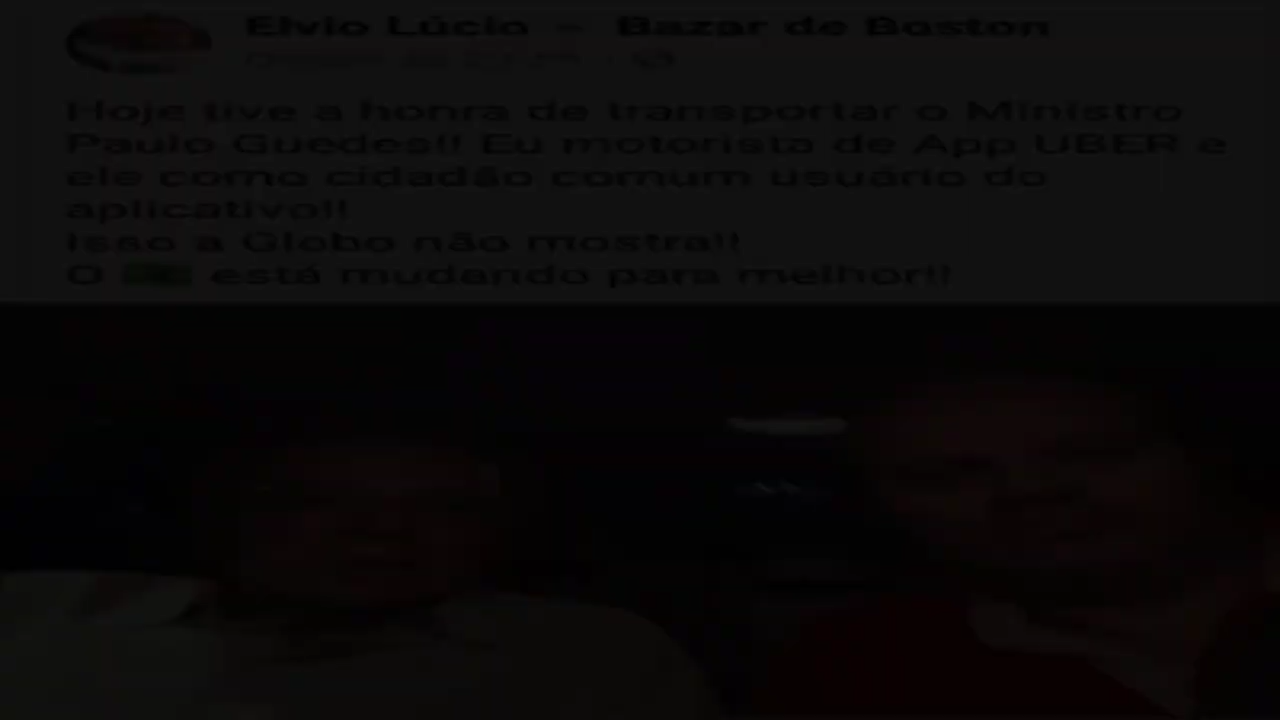 Elvio Lúcio Bazar de Boston
Hoje tive a honra de transportar o Ministro
Paulo Guedes!! Eu motorista de App UBER e
ele como cidadão comum usuário do
aplicativo!!
Isso a Globo não mostra!!
O está mudando para melhor!!